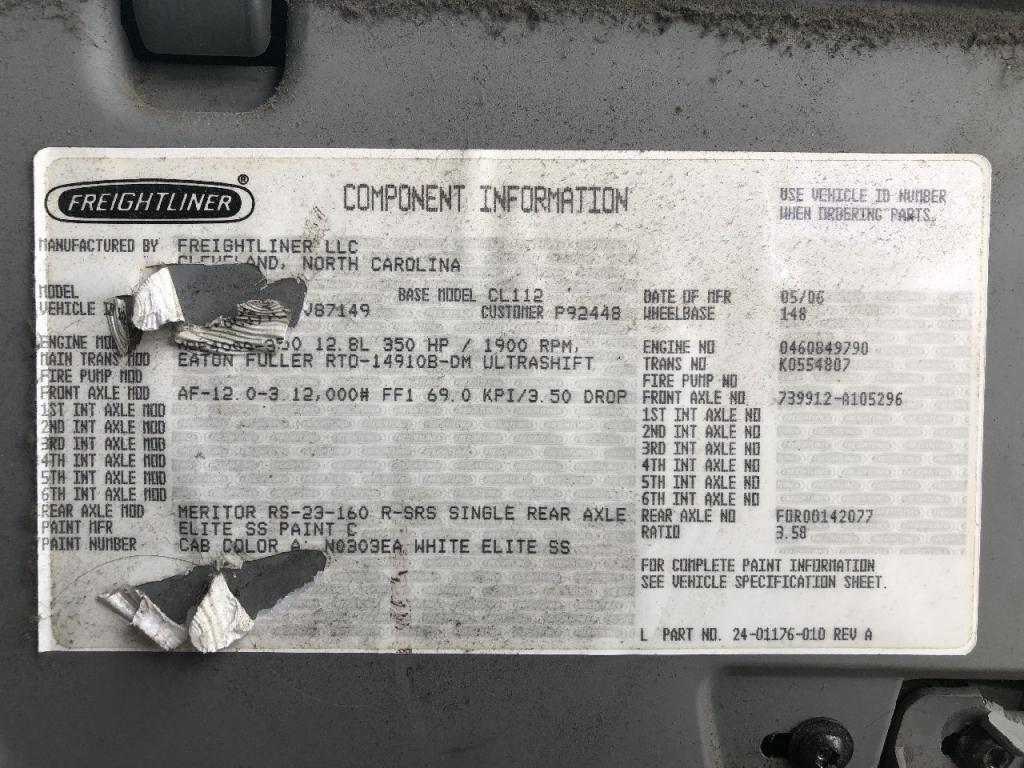 FREIGHTLINER ®
COMPONENT INFORMATION
USE VEHICLE ID NUMBER
WHEN ORDERING PARTS.
MANUFACTURED BY FREIGHTLINER LLC
CLEVELAND, NORTH CAROLINA
MODEL BASE MODEL CL112 DATE OF MFR 05/06
VEHICLE J87149 CUSTOMER P92448 WHEELBASE 148
ENGINE MOD 12.8L 350 HP / 1900 RPM, ENGINE NO 0460849790
MAIN TRANS MOD EATON FULLER RTO-14910B-DM ULTRASHIFT TRANS NO K0554807
FIRE PUMP MOD FIRE PUMP NO
FRONT AXLE MOD AF-12.0-3 12,000# FF1 69.0 KPI/3.50 DROP FRONT AXLE NO 739912-A105296
1ST INT AXLE MOD 1ST INT AXLE NO
2ND INT AXLE MOD 2ND INT AXLE NO
3RD INT AXLE MOD 3RD INT AXLE NO
4TH INT AXLE MOD 4TH INT AXLE NO
5TH INT AXLE MOD 5TH INT AXLE NO
6TH INT AXLE MOD 6TH INT AXLE NO
REAR AXLE MOD MERITOR RS-23-160 R-SRS SINGLE REAR AXLE REAR AXLE NO FOR00142077
PAINT MFR ELITE SS PAINT C RATIO 3.58
PAINT NUMBER CAB COLOR A: N0303EA WHITE ELITE SS
FOR COMPLETE PAINT INFORMATION
SEE VEHICLE SPECIFICATION SHEET.
L PART NO. 24-01176-010 REV A